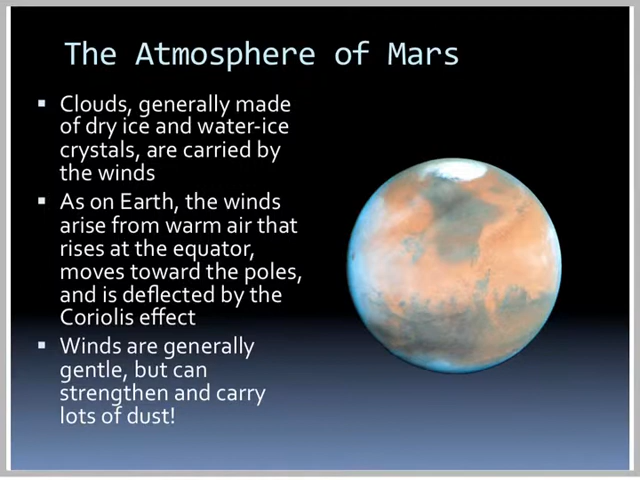 The Atmosphere of Mars
▪ Clouds, generally made
of dry ice and water-ice
crystals, are carried by
the winds
▪ As on Earth, the winds
arise from warm air that
rises at the equator,
moves toward the poles,
and is deflected by the
Coriolis effect
▪ Winds are generally
gentle, but can
strengthen and carry
lots of dust!